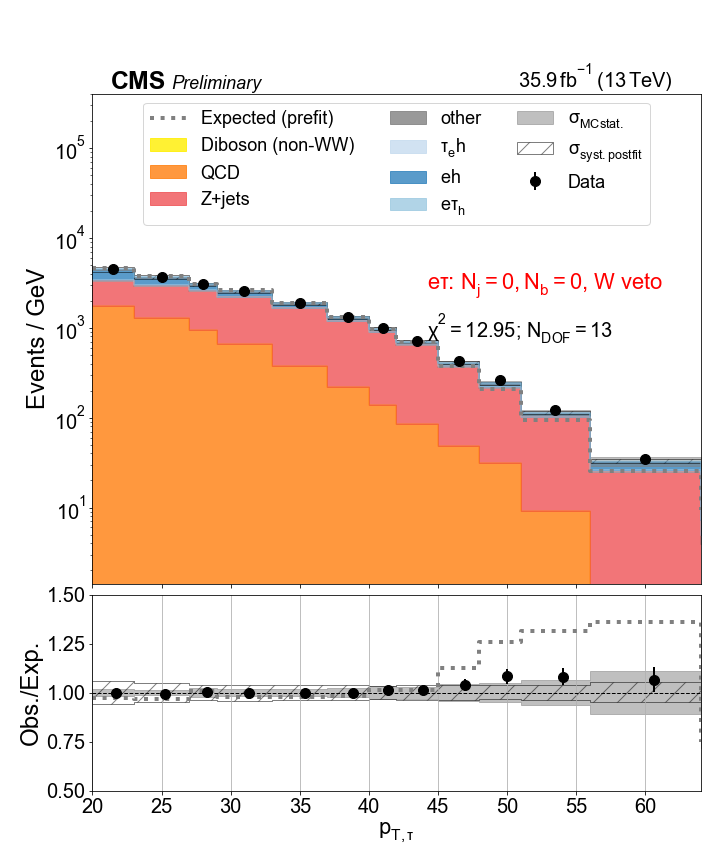 CMS Preliminary 35.9 fb⁻¹ (13 TeV)
Expected (prefit)
Diboson (non-WW)
QCD
Z+jets
other
τₑh
eh
eτₕ
σ_MC stat.
σ_syst. postfit
Data
10⁵
10⁴
10³
10²
10¹
Events / GeV
eτ: N_j = 0, N_b = 0, W veto
χ² = 12.95; N_DOF = 13
1.50
1.25
1.00
0.75
0.50
Obs./Exp.
20 25 30 35 40 45 50 55 60
p_T, τ